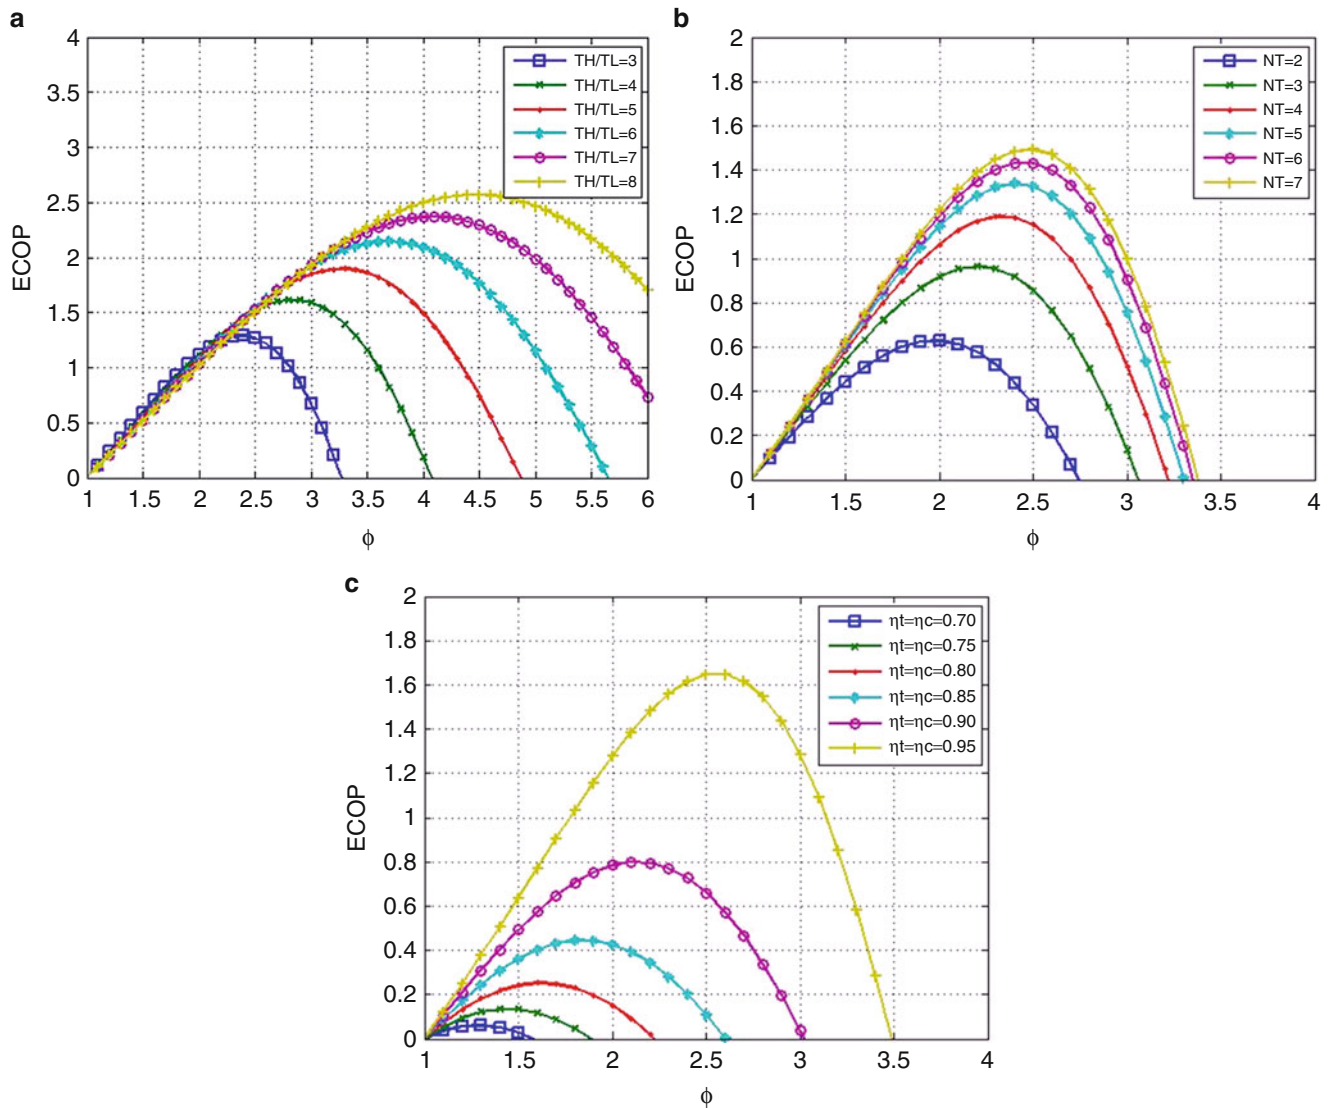 a
4
3.5
3
2.5
2
1.5
1
0.5
0
ECOP
1 1.5 2 2.5 3 3.5 4 4.5 5 5.5 6
ϕ
TH/TL=3
TH/TL=4
TH/TL=5
TH/TL=6
TH/TL=7
TH/TL=8
b
2
1.8
1.6
1.4
1.2
1
0.8
0.6
0.4
0.2
0
ECOP
1 1.5 2 2.5 3 3.5 4
ϕ
NT=2
NT=3
NT=4
NT=5
NT=6
NT=7
c
2
1.8
1.6
1.4
1.2
1
0.8
0.6
0.4
0.2
0
ECOP
1 1.5 2 2.5 3 3.5 4
ϕ
ηt=ηc=0.70
ηt=ηc=0.75
ηt=ηc=0.80
ηt=ηc=0.85
ηt=ηc=0.90
ηt=ηc=0.95